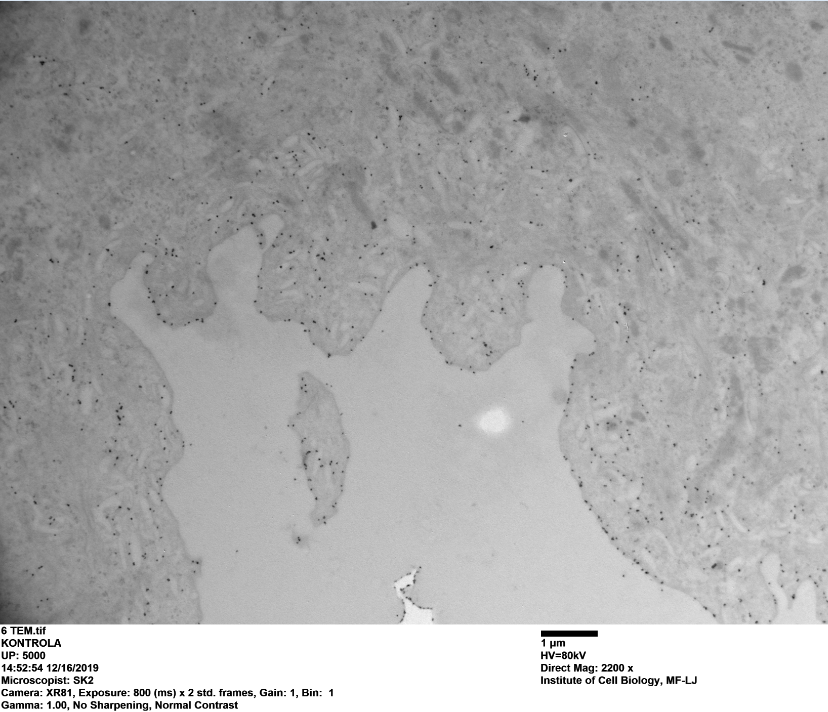 6 TEM.tif
KONTROLA
UP: 5000
14:52:54 12/16/2019
Microscopist: SK2
Camera: XR81, Exposure: 800 (ms) x 2 std. frames, Gain: 1, Bin: 1
Gamma: 1.00, No Sharpening, Normal Contrast
1 µm
HV=80kV
Direct Mag: 2200 x
Institute of Cell Biology, MF-LJ